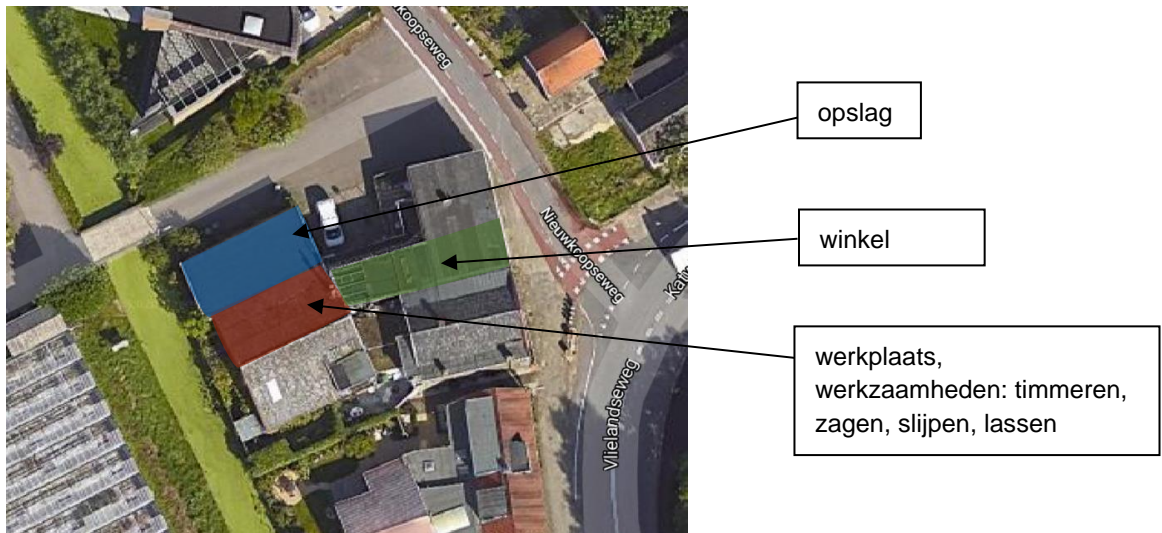 koopseweg
opslag
Nieuwkoopseweg
winkel
Vlielandseweg
werkplaats,
werkzaamheden: timmeren,
zagen, slijpen, lassen